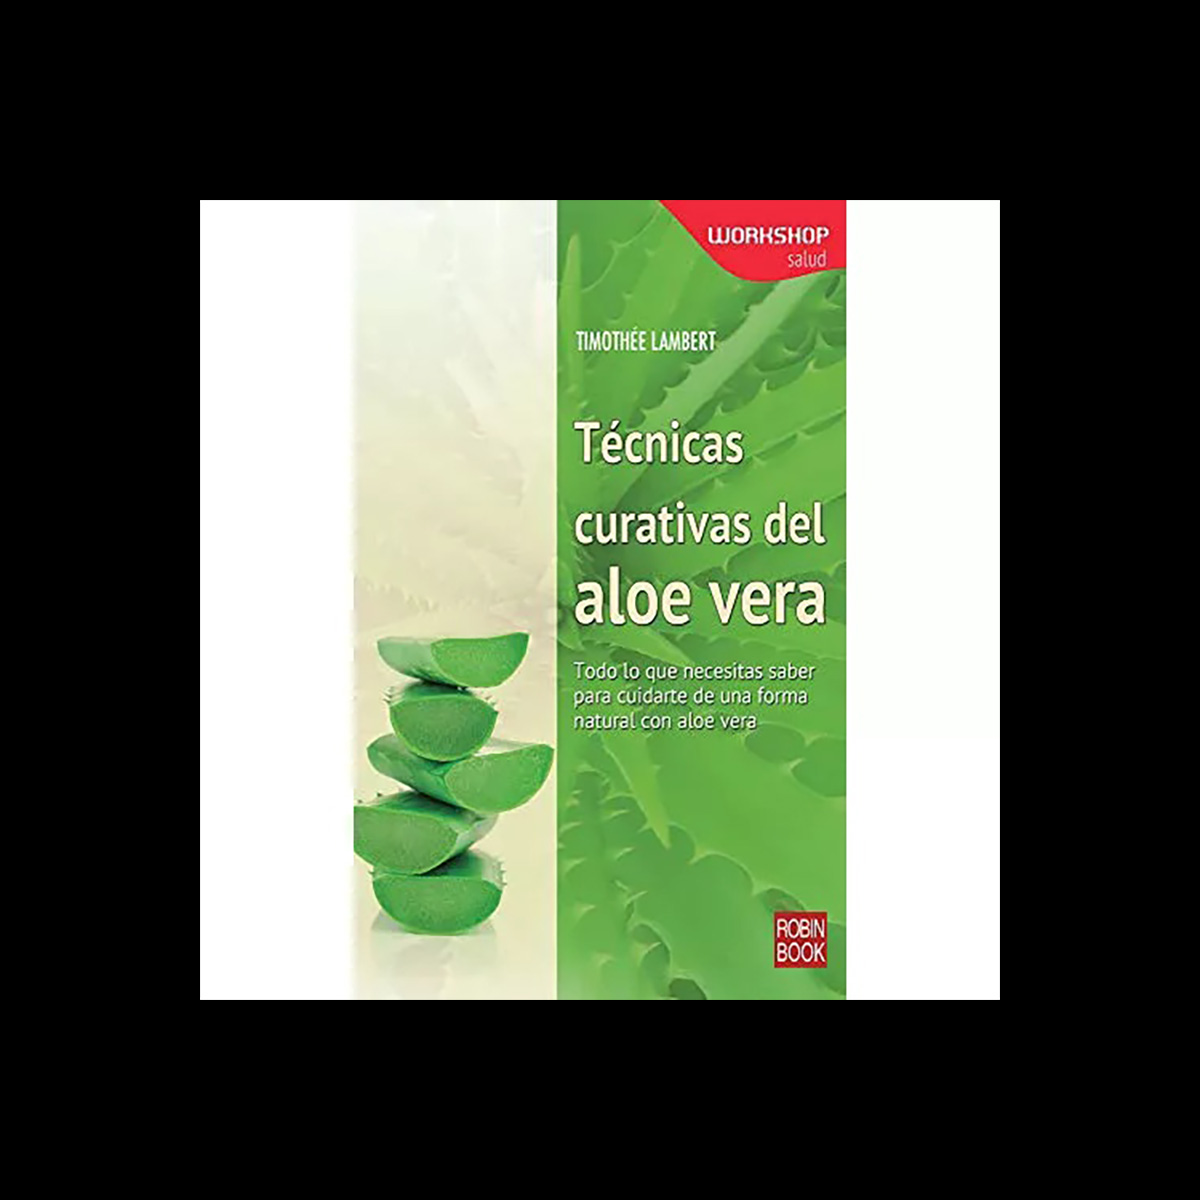 WORKSHOP
salud
TIMOTHÉE LAMBERT
Técnicas
curativas del
aloe vera
Todo lo que necesitas saber
para cuidarte de una forma
natural con aloe vera
ROBIN
BOOK